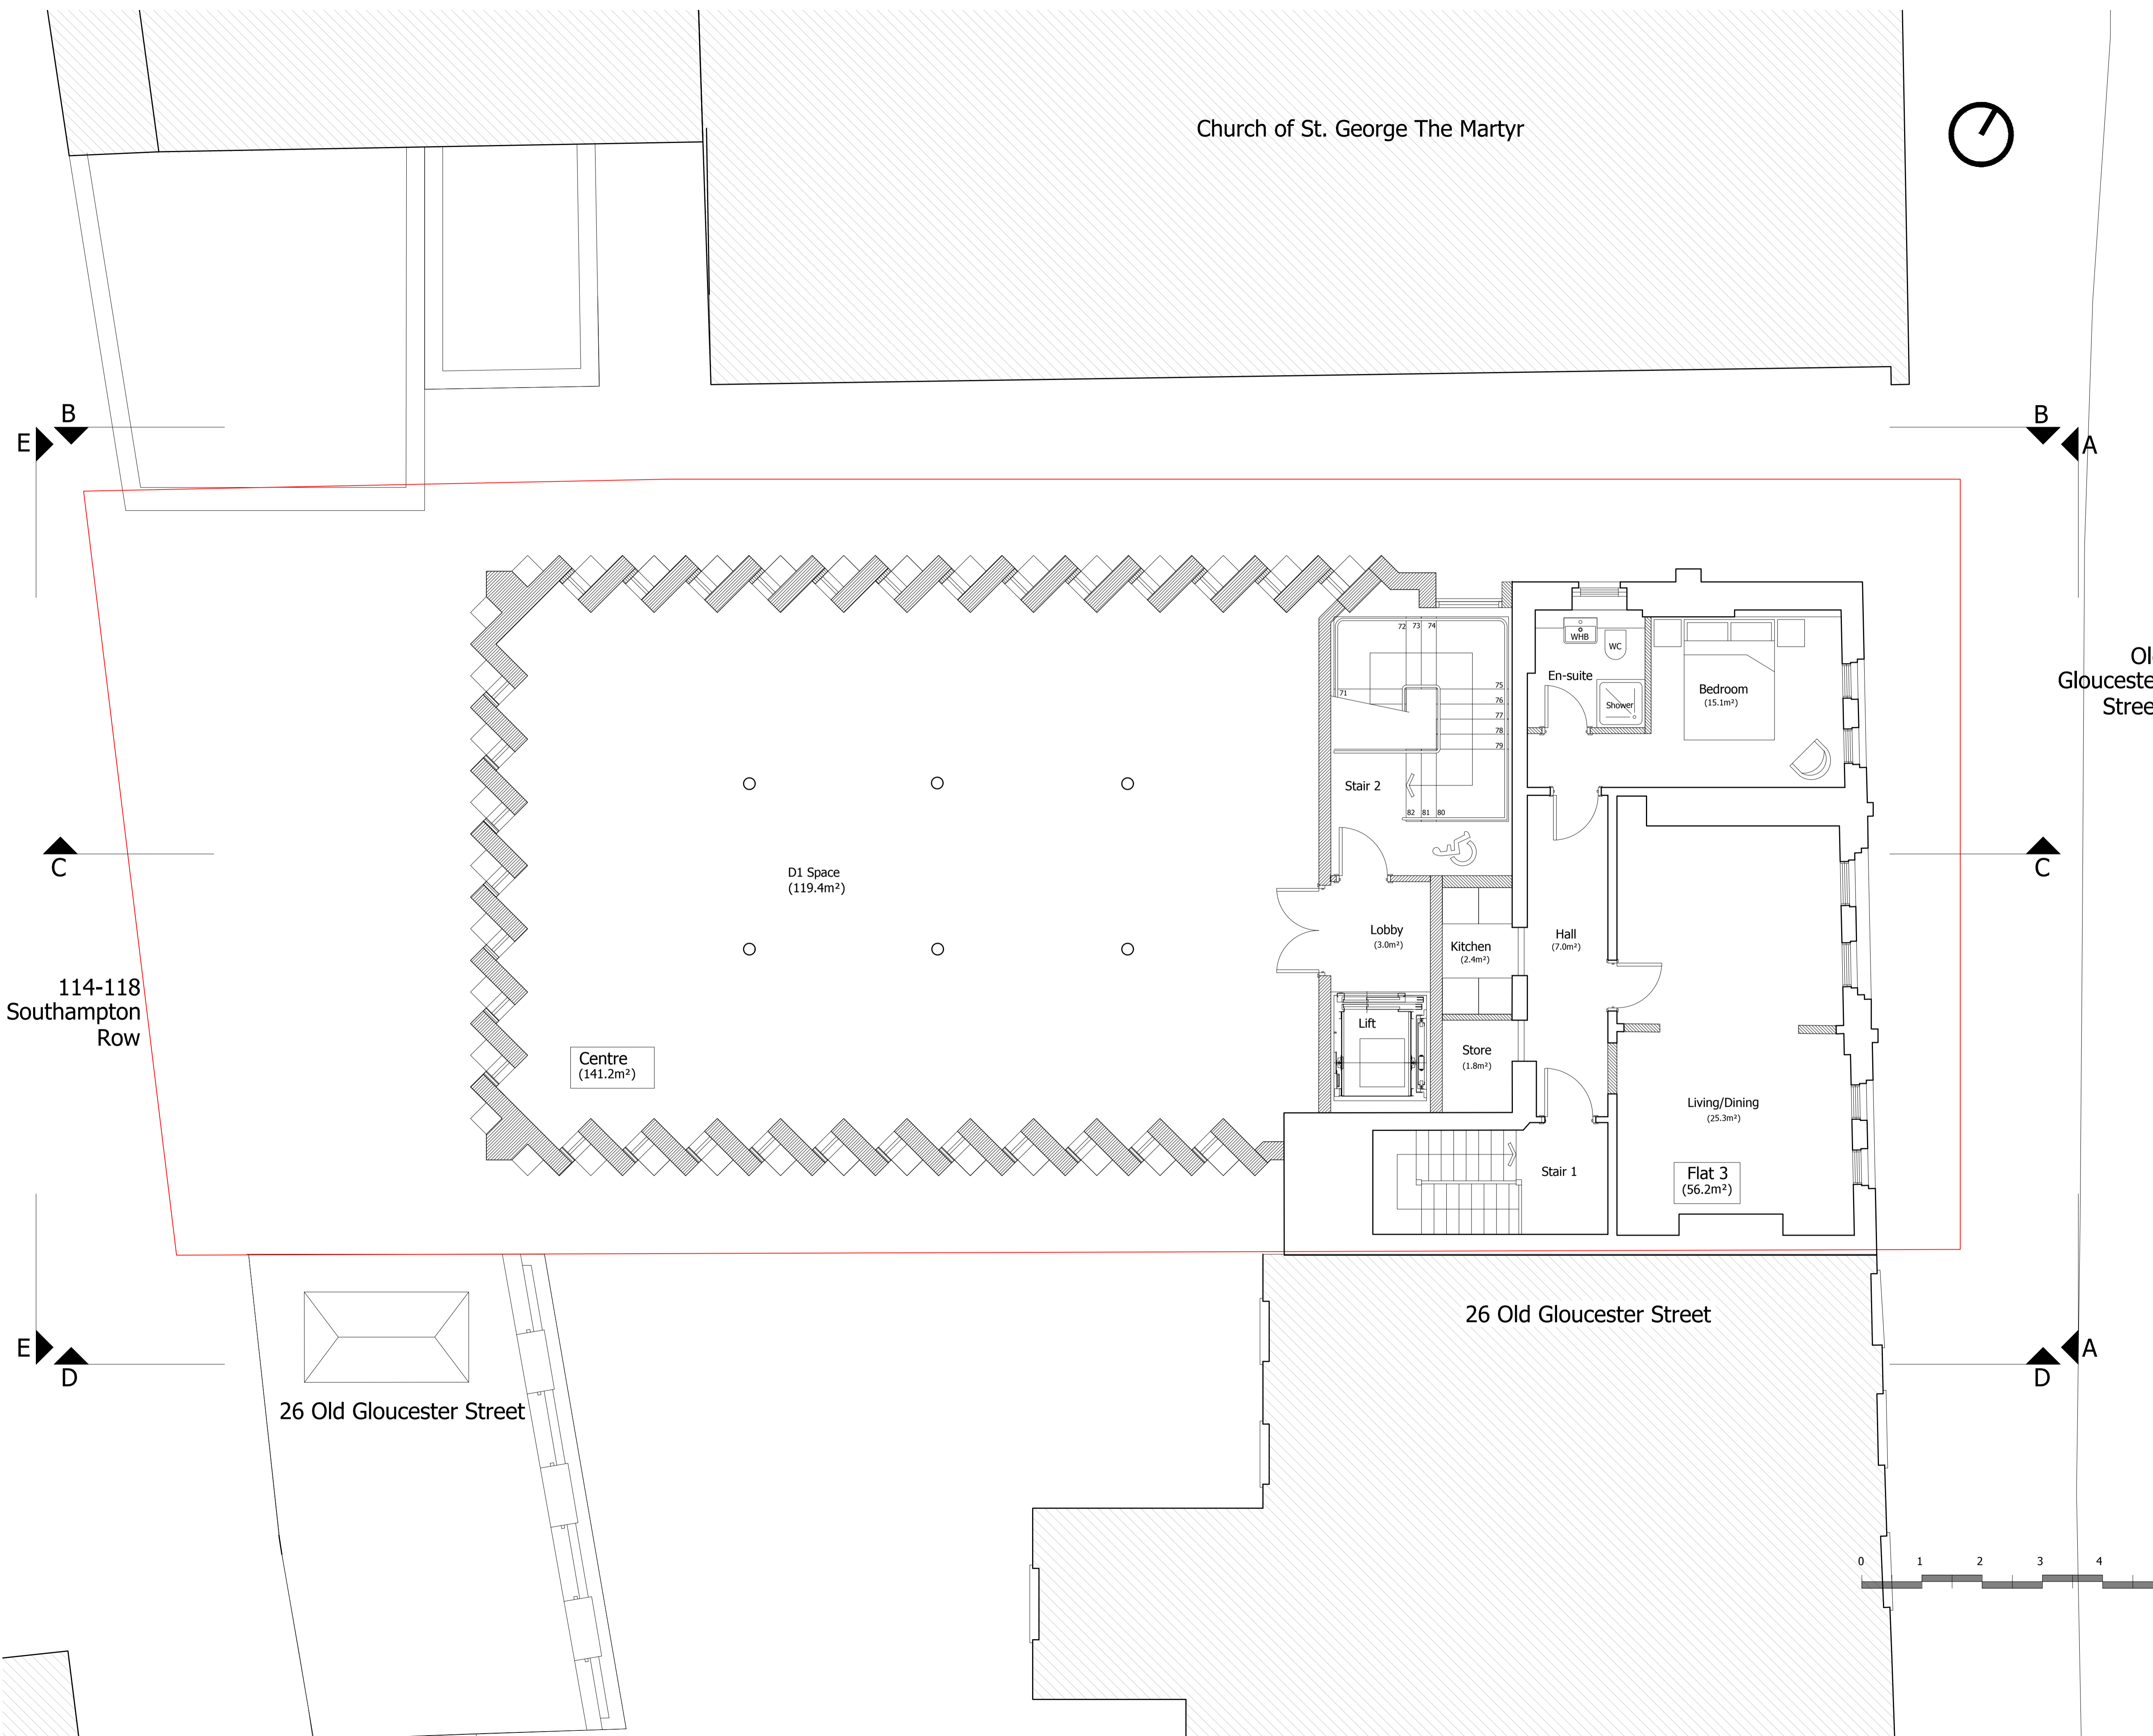 Church of St. George The Martyr
B
B
E
A
72
73
74
71
75
76
77
78
79
82
81
80
Stair 2
WHB
WC
En-suite
Shower
Bedroom
(15.1m²)
Ol
Glouceste
Stree
C
C
D1 Space
(119.4m²)
Lobby
(3.0m²)
Kitchen
(2.4m²)
Hall
(7.0m²)
114-118
Southampton
Row
Centre
(141.2m²)
Lift
Store
(1.8m²)
Living/Dining
(25.3m²)
Stair 1
Flat 3
(56.2m²)
E
D
A
D
26 Old Gloucester Street
26 Old Gloucester Street
0 1 2 3 4